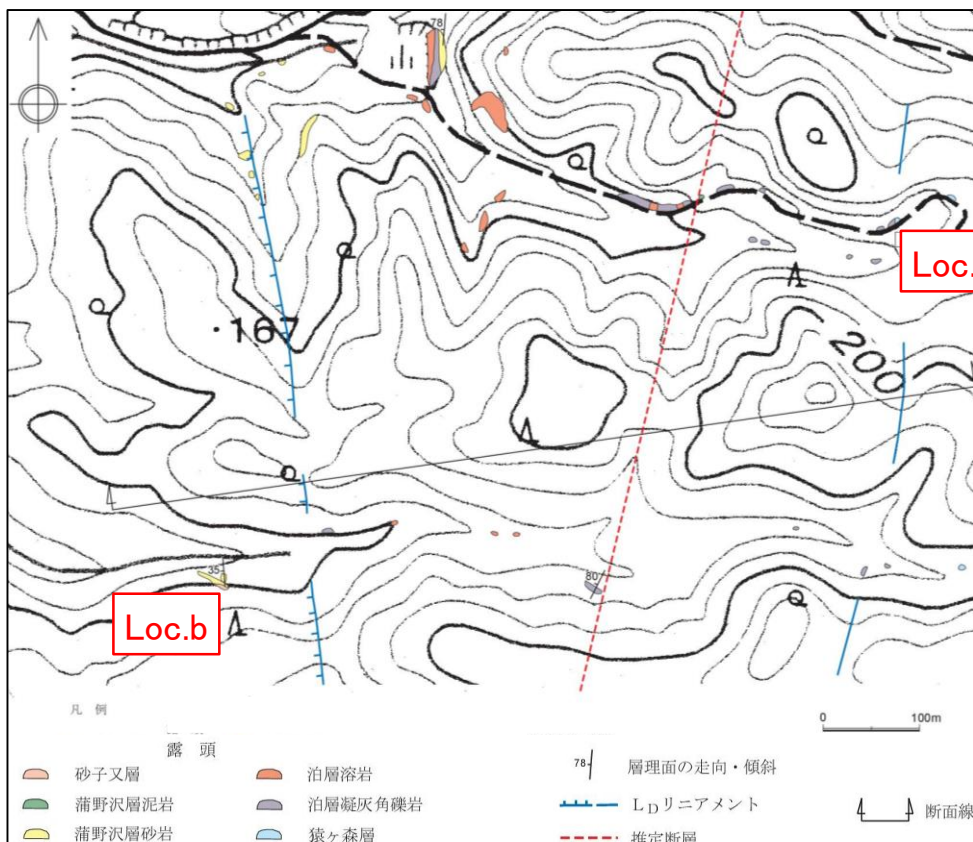 78
Loc.
167
200
35
80
Loc.b
凡 例
0 100m
露 頭
砂子又層
泊層溶岩
78 層理面の走向・傾斜
蒲野沢層泥岩
泊層凝灰角礫岩
LDリニアメント
断面線
蒲野沢層砂岩
猿ヶ森層
推定断層